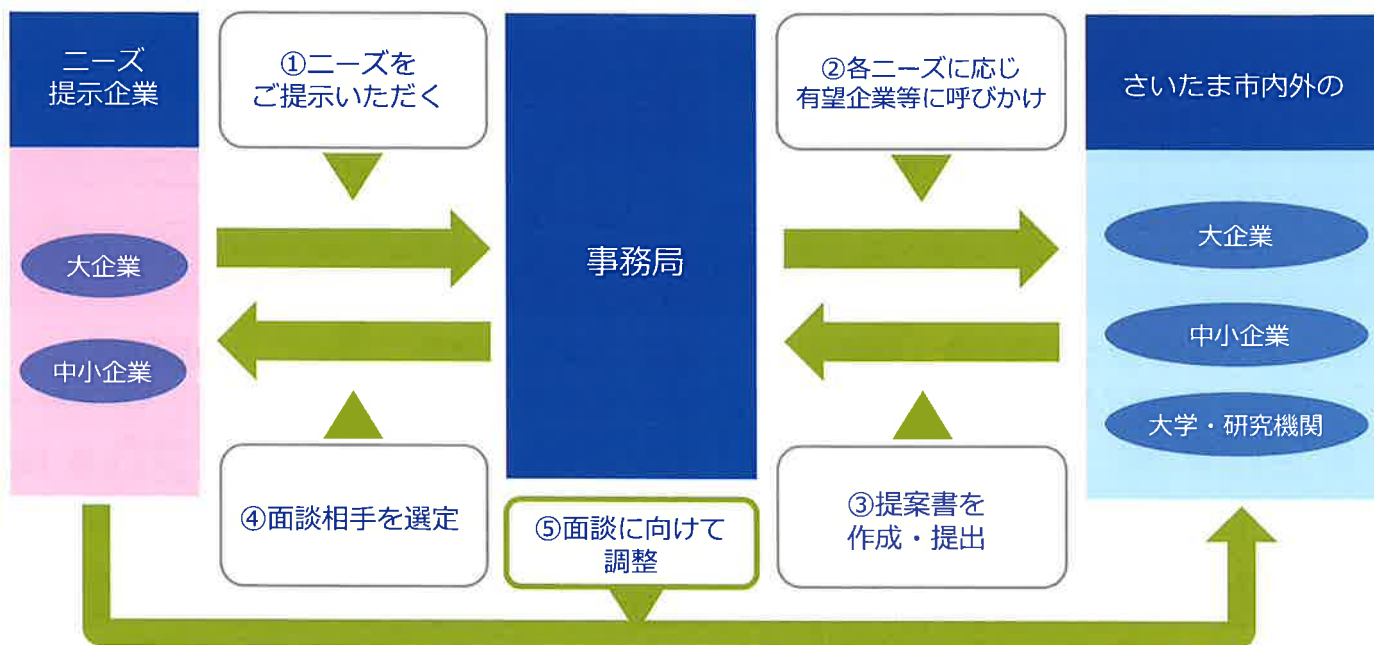 ニーズ
提示企業
大企業
中小企業
①ニーズを
ご提示いただく
④面談相手を選定
事務局
⑤面談に向けて
調整
②各ニーズに応じ
有望企業等に呼びかけ
③提案書を
作成・提出
さいたま市内外の
大企業
中小企業
大学・研究機関